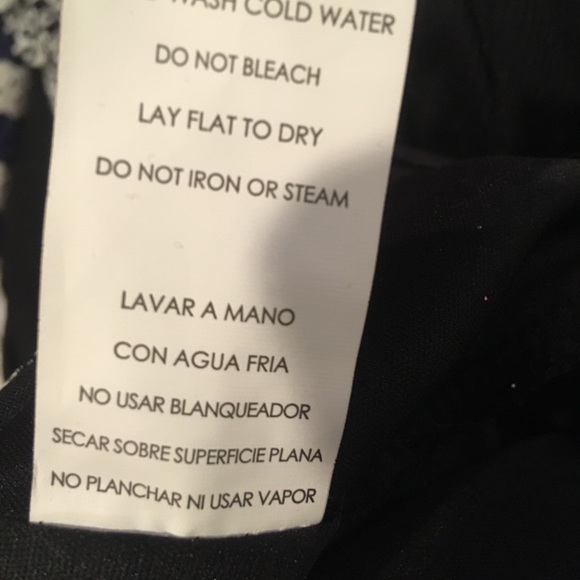 WASH COLD WATER
DO NOT BLEACH
LAY FLAT TO DRY
DO NOT IRON OR STEAM
LAVAR A MANO
CON AGUA FRIA
NO USAR BLANQUEADOR
SECAR SOBRE SUPERFICIE PLANA
NO PLANCHAR NI USAR VAPOR